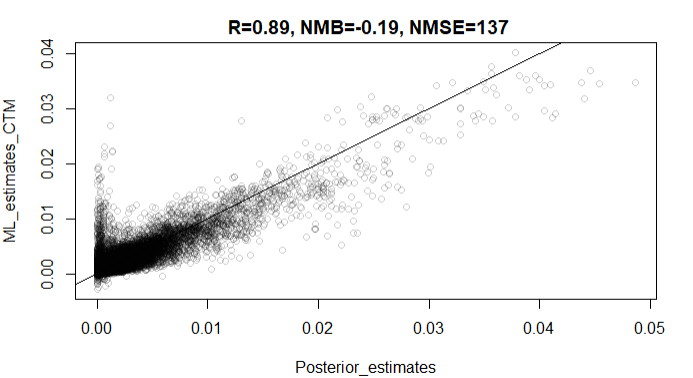 R=0.89, NMB=-0.19, NMSE=137
ML_estimates_CTM
0.04
0.03
0.02
0.01
0.00
0.00 0.01 0.02 0.03 0.04 0.05
Posterior_estimates